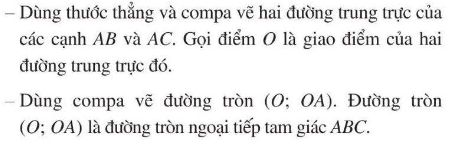 – Dùng thước thẳng và compa vẽ hai đường trung trực của
các cạnh AB và AC. Gọi điểm O là giao điểm của hai
đường trung trực đó.
– Dùng compa vẽ đường tròn (O; OA). Đường tròn
(O; OA) là đường tròn ngoại tiếp tam giác ABC.